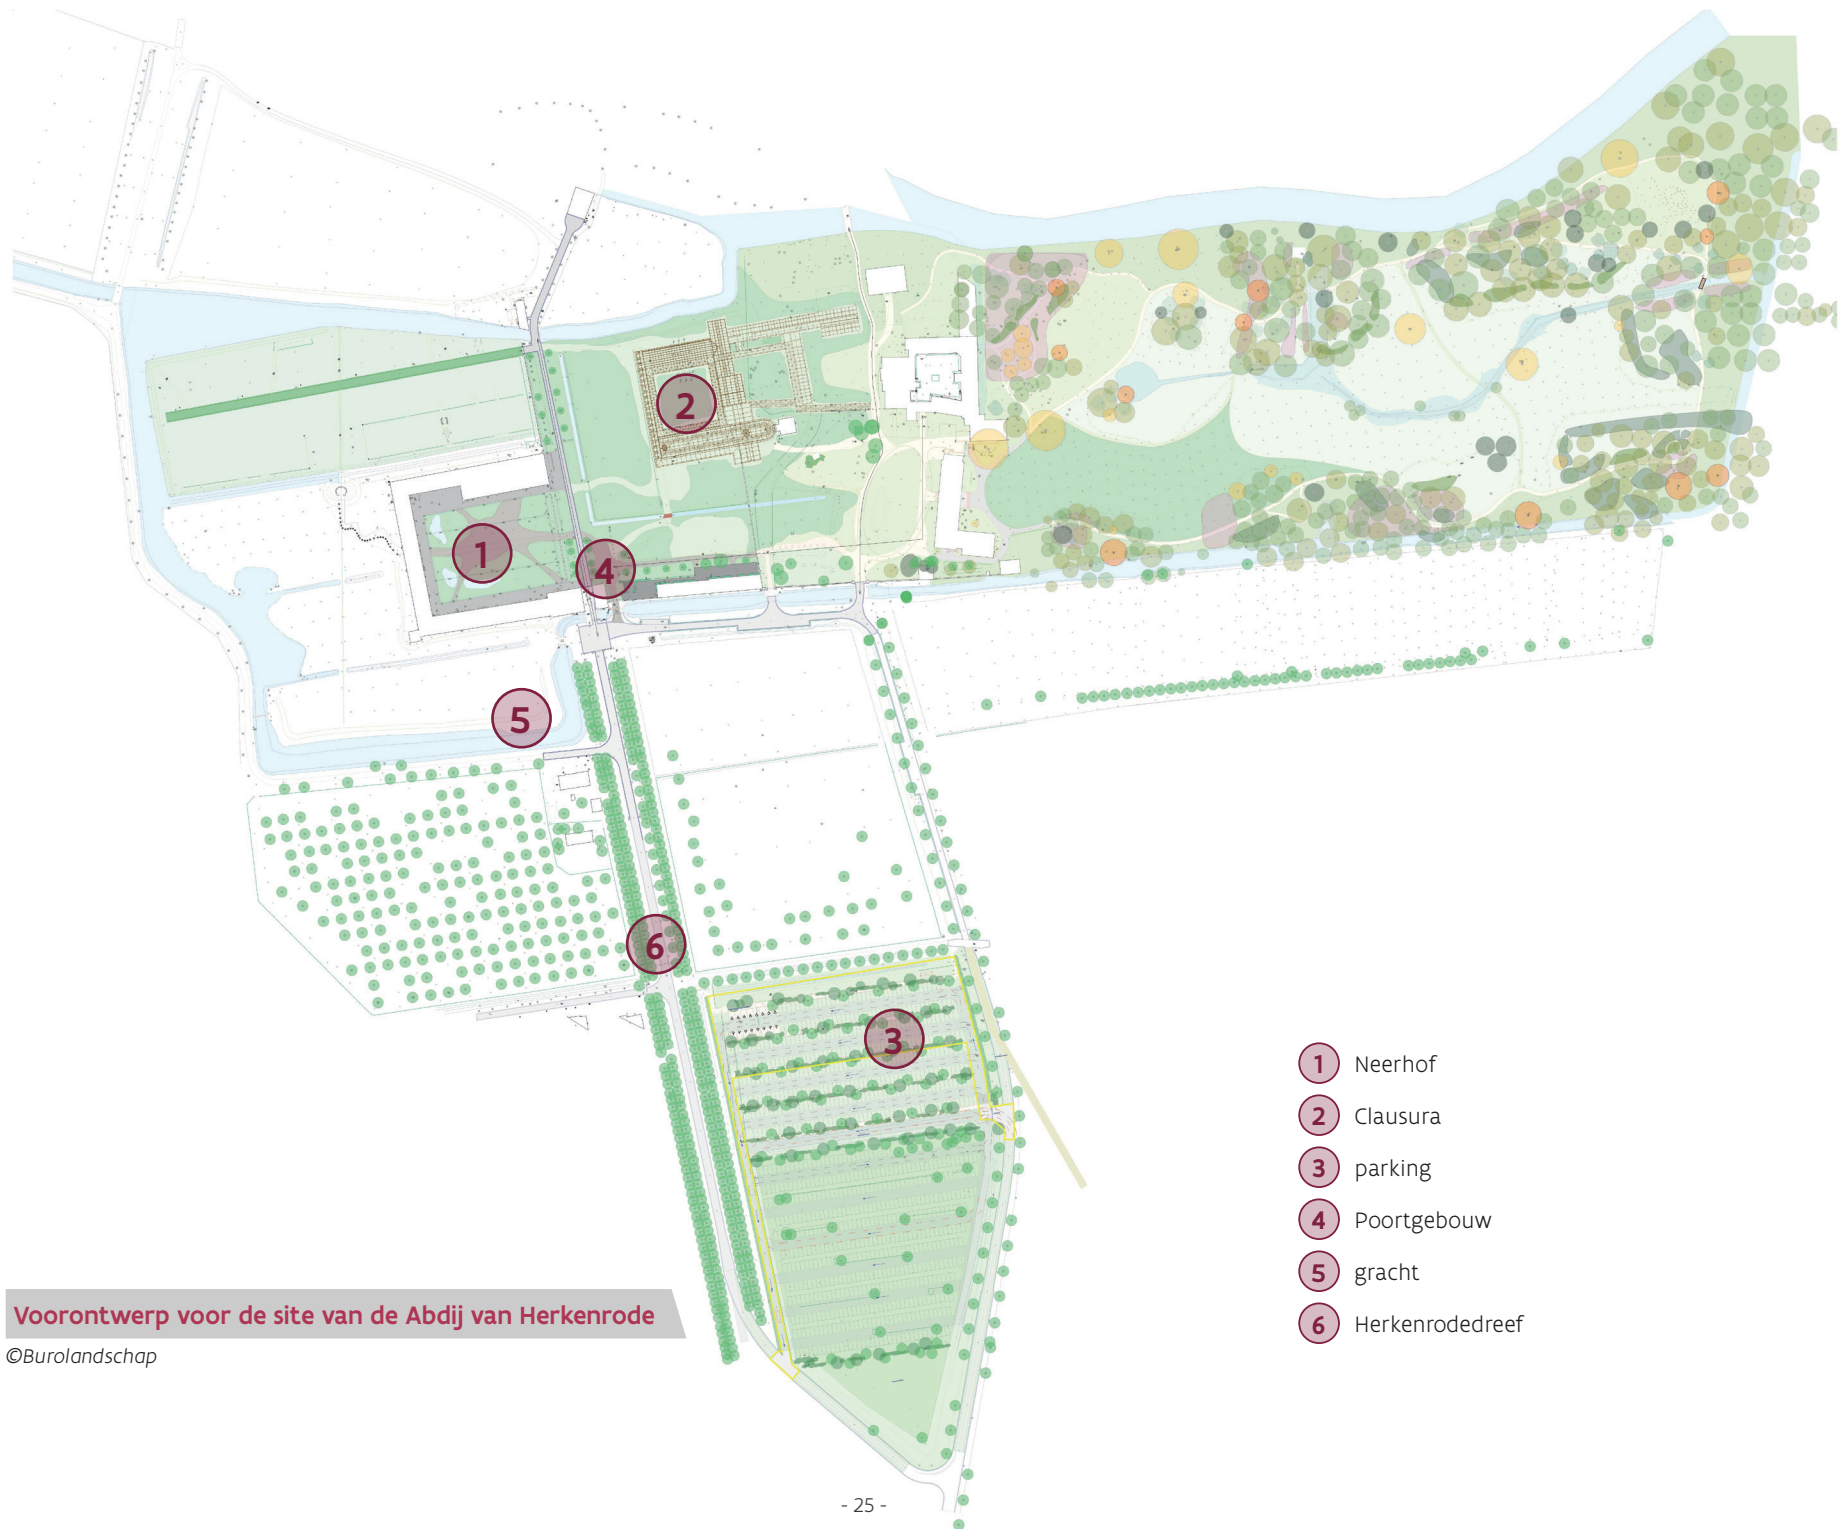 2
1
4
5
6
3
1 Neerhof
2 Clausura
3 parking
4 Poortgebouw
5 gracht
6 Herkenrodedreef
Voorontwerp voor de site van de Abdij van Herkenrode
©Burolandschap
- 25 -